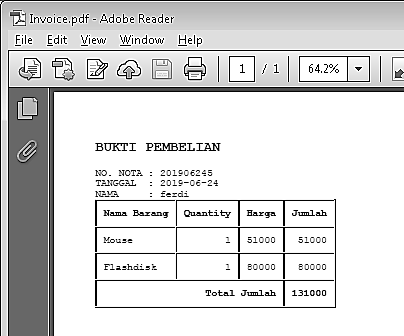 Invoice.pdf - Adobe Reader
File Edit View Window Help
1 / 1 64.2%
BUKTI PEMBELIAN
NO. NOTA : 201906245
TANGGAL : 2019-06-24
NAMA : ferdi
Nama Barang Quantity Harga Jumlah
Mouse 1 51000 51000
Flashdisk 1 80000 80000
Total Jumlah 131000